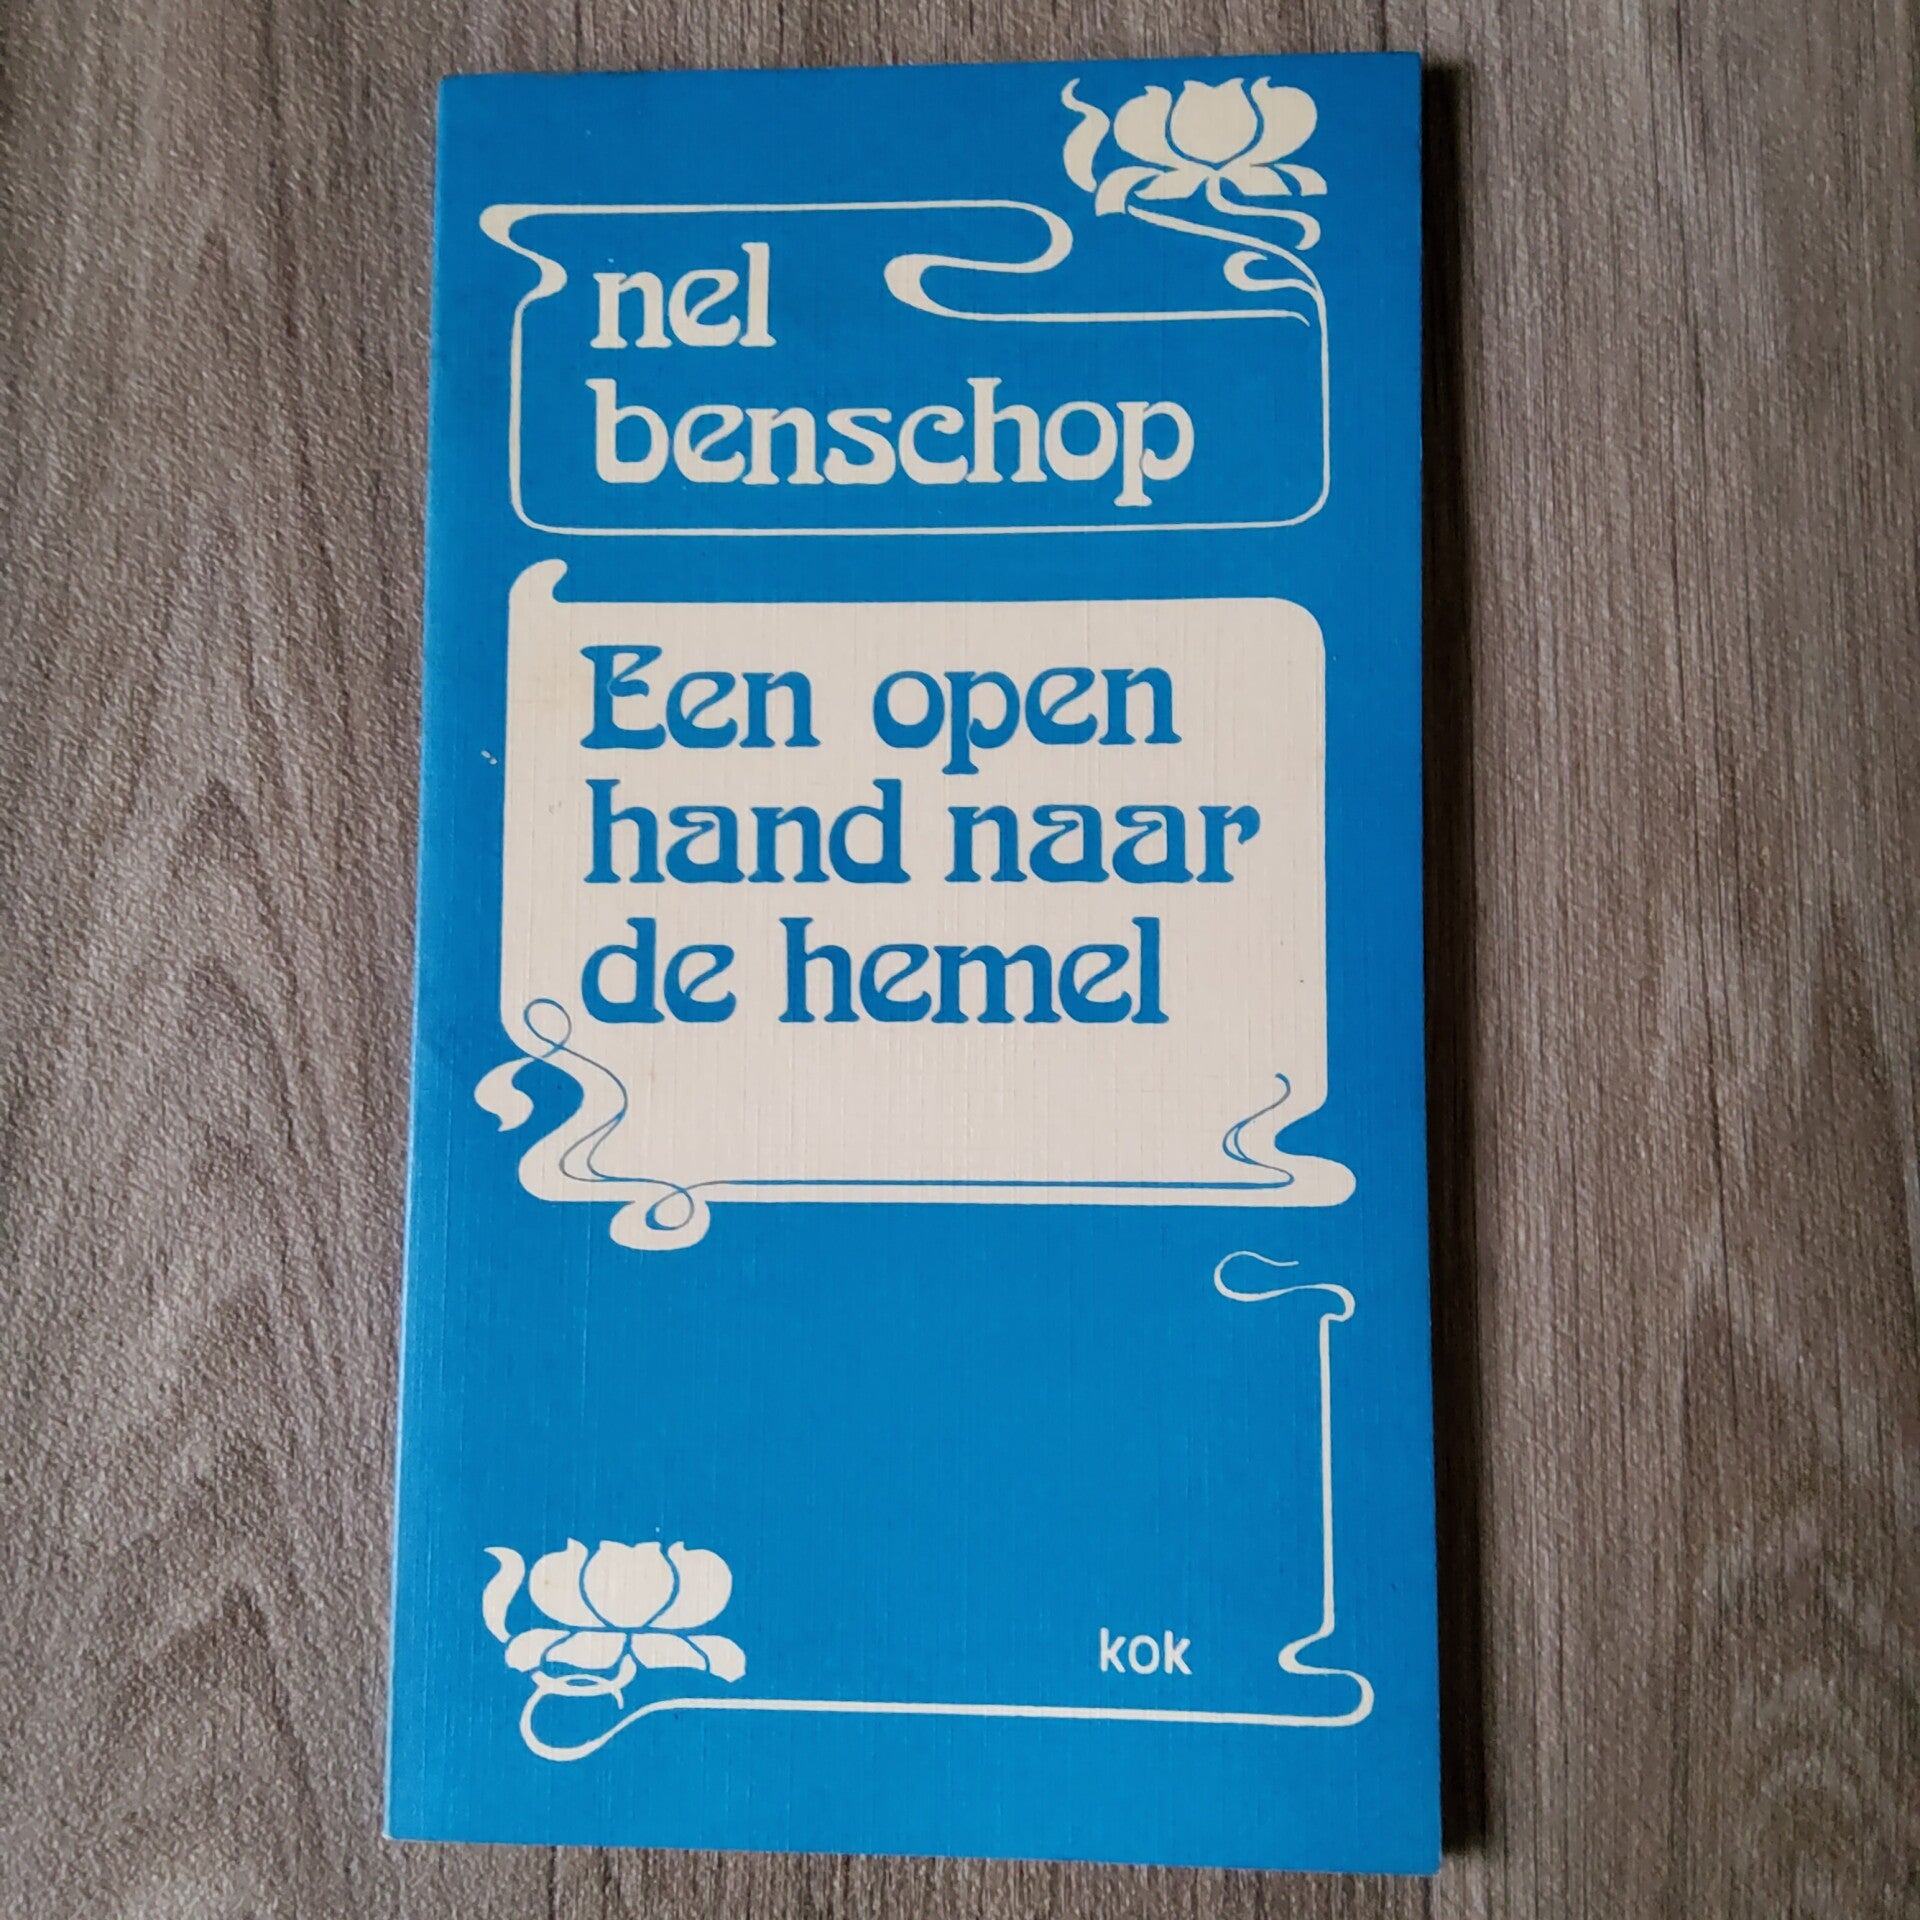 nel
benschop
Een open
hand naar
de hemel
kok